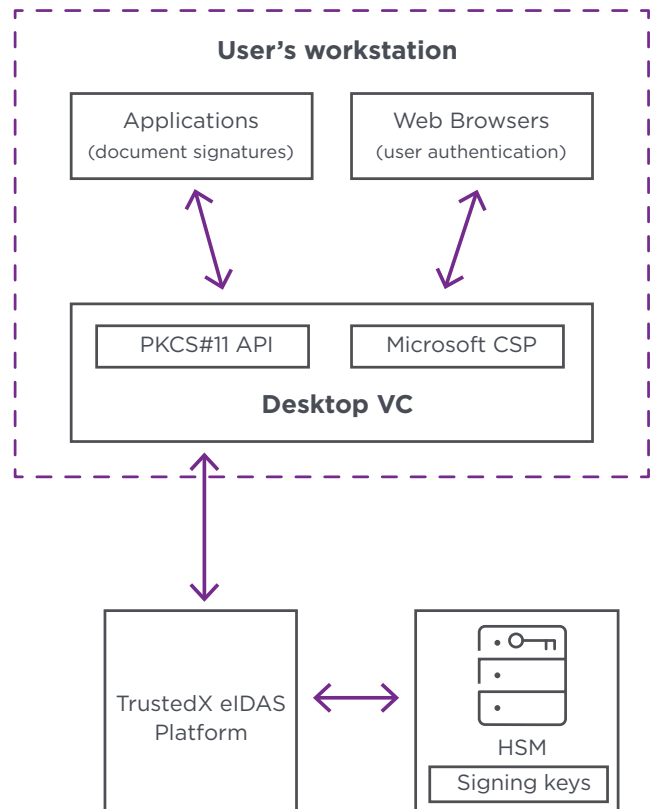 User’s workstation
Applications
(document signatures)
Web Browsers
(user authentication)
PKCS#11 API
Microsoft CSP
Desktop VC
TrustedX eIDAS
Platform
HSM
Signing keys